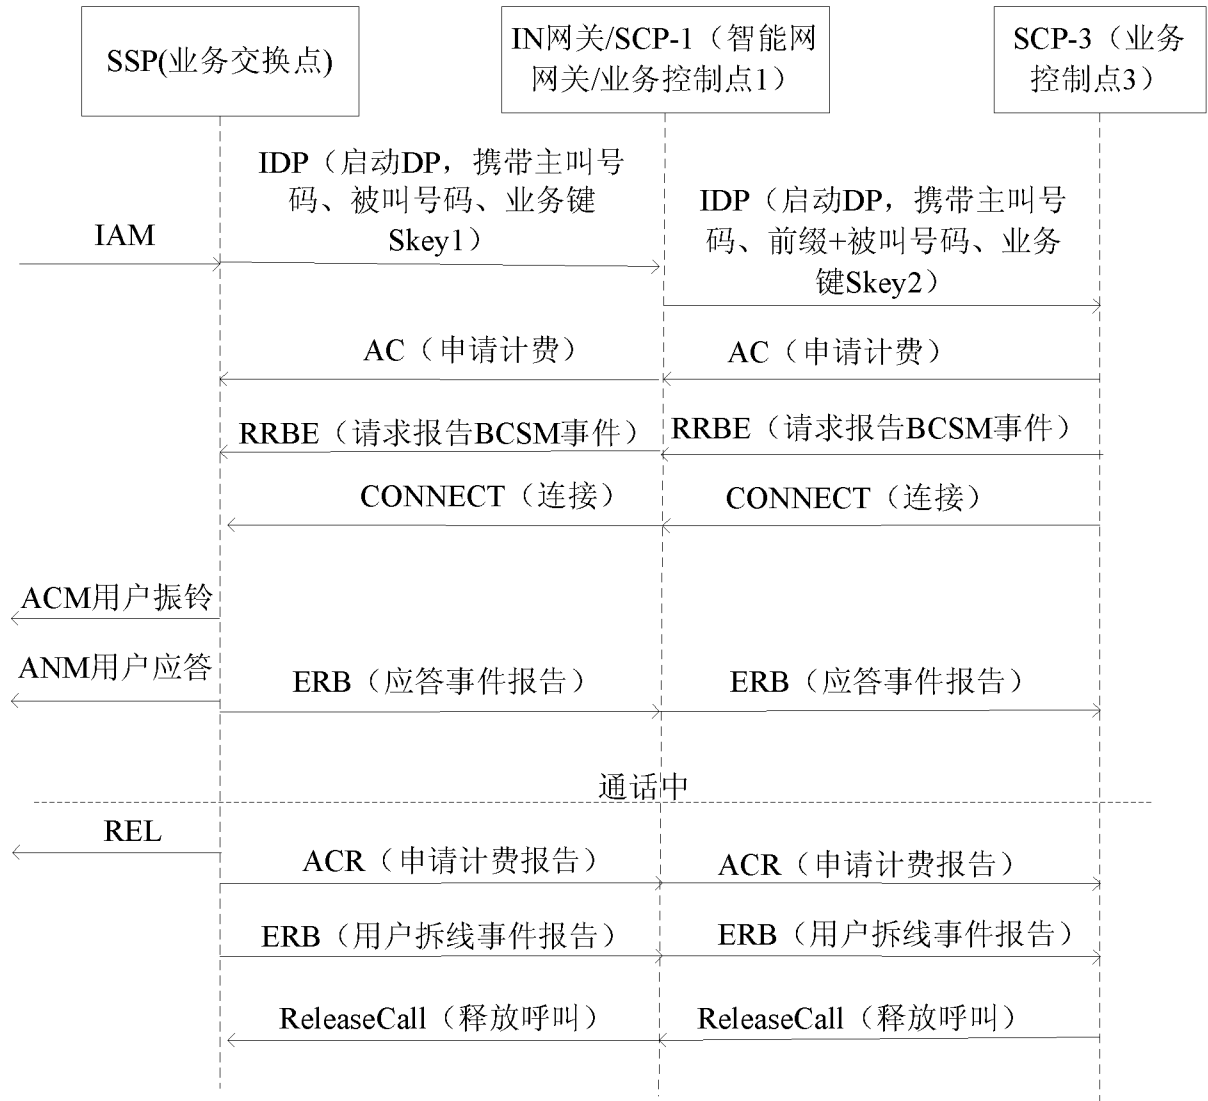 SSP(业务交换点)
IN网关/SCP-1（智能网
网关/业务控制点1）
SCP-3（业务
控制点3）
IDP（启动DP，携带主叫号
码、被叫号码、业务键
Skey1）
IDP（启动DP，携带主叫号
码、前缀+被叫号码、业务
键Skey2）
IAM
AC（申请计费）
AC（申请计费）
RRBE（请求报告BCSM事件）
RRBE（请求报告BCSM事件）
CONNECT（连接）
CONNECT（连接）
ACM用户振铃
ANM用户应答
ERB（应答事件报告）
ERB（应答事件报告）
通话中
REL
ACR（申请计费报告）
ACR（申请计费报告）
ERB（用户拆线事件报告）
ERB（用户拆线事件报告）
ReleaseCall（释放呼叫）
ReleaseCall（释放呼叫）